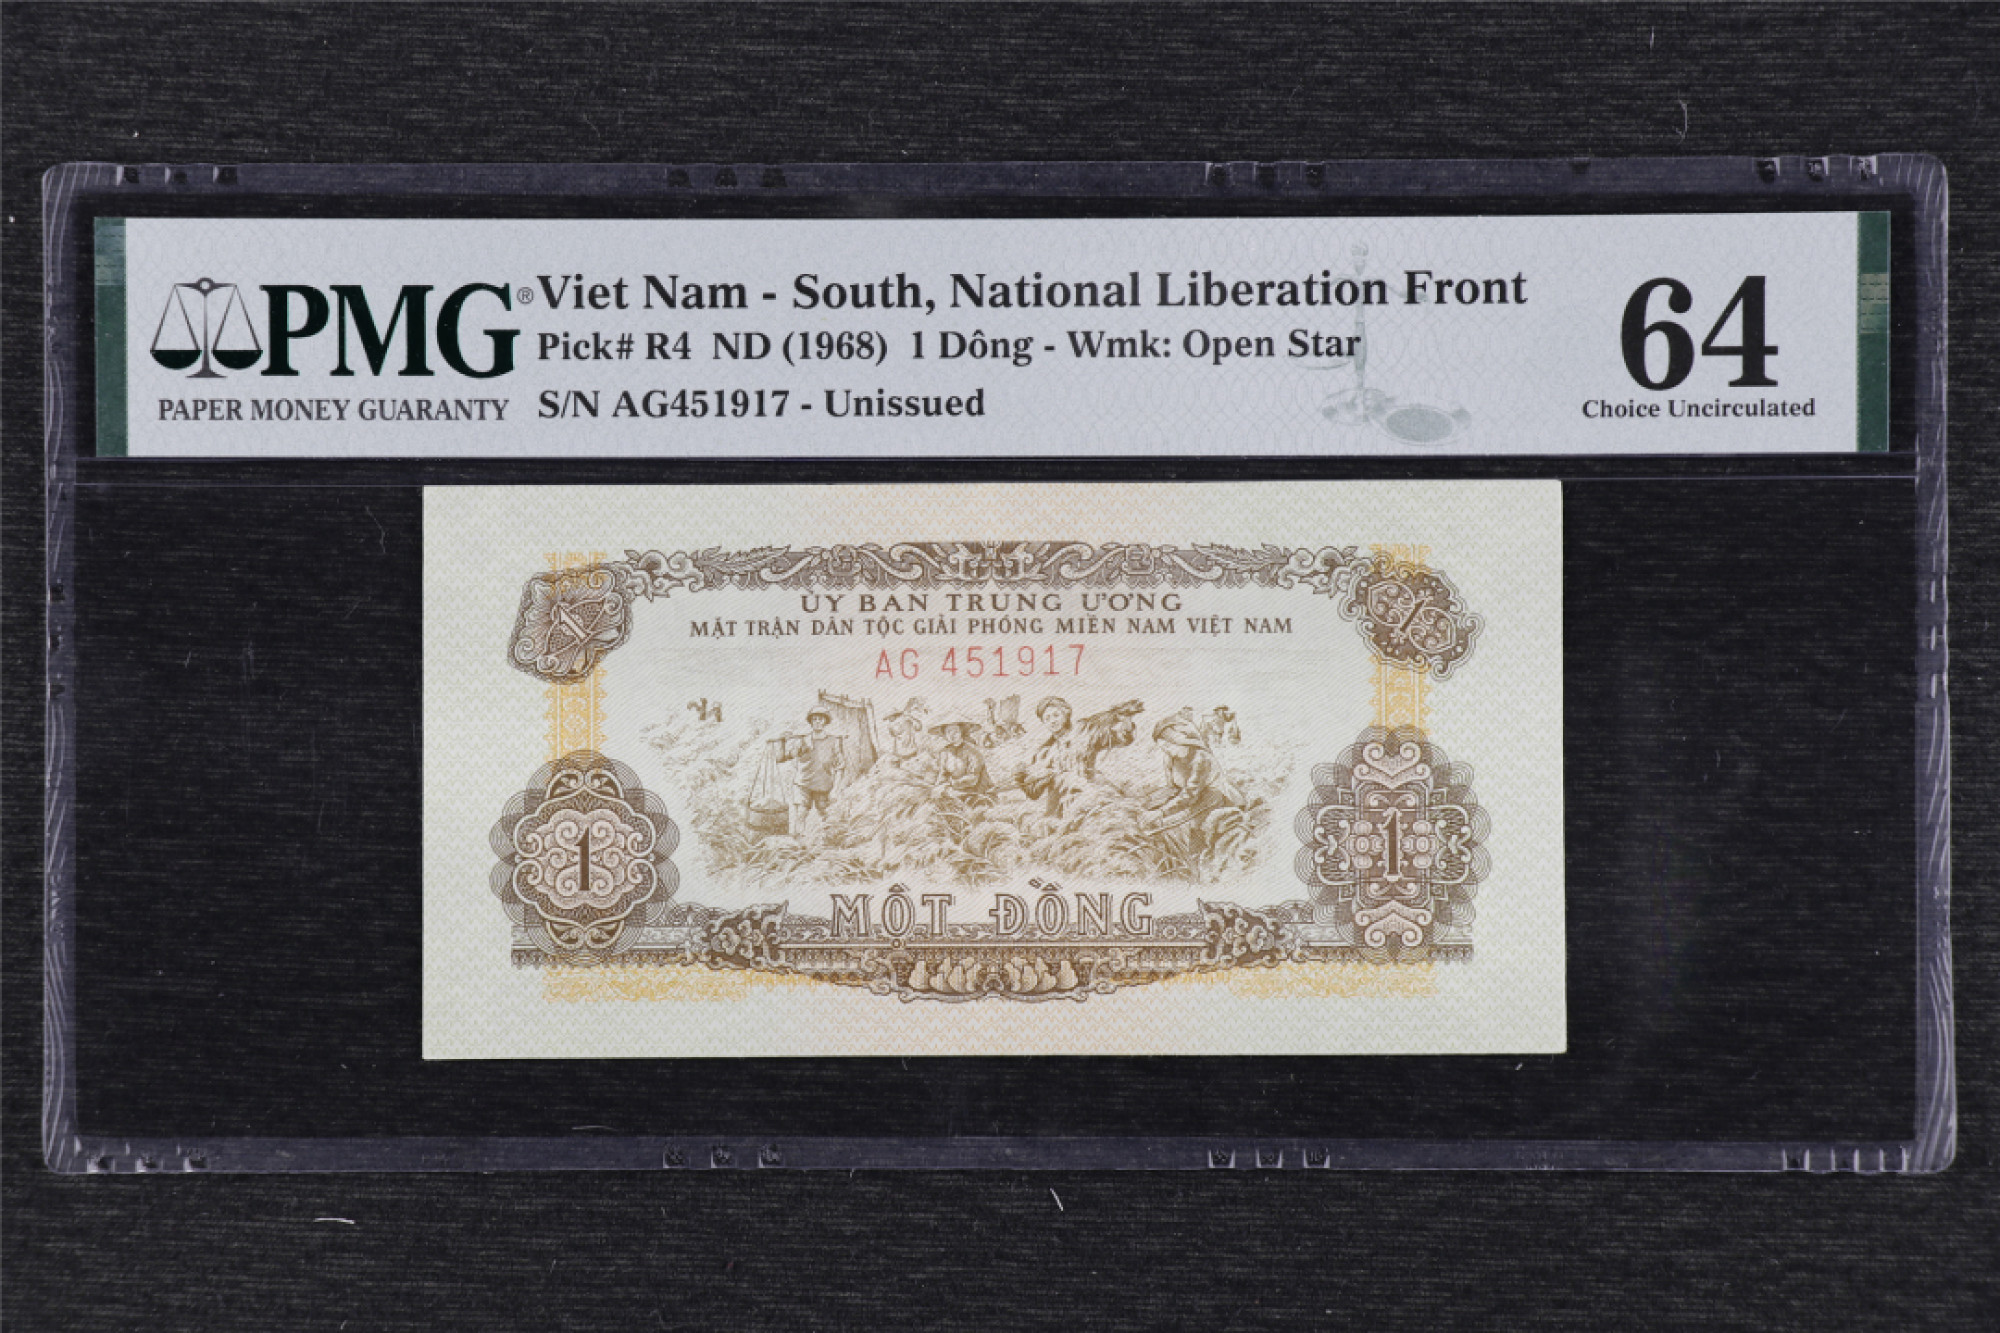 PMG®
PAPER MONEY GUARANTY
Viet Nam - South, National Liberation Front
Pick# R4 ND (1968) 1 Dông - Wmk: Open Star
S/N AG451917 - Unissued
64
Choice Uncirculated
1
1
ỦY BAN TRUNG ƯƠNG
MẶT TRẬN DÂN TỘC GIẢI PHÓNG MIỀN NAM VIỆT NAM
AG 451917
1
1
MỘT ĐỒNG